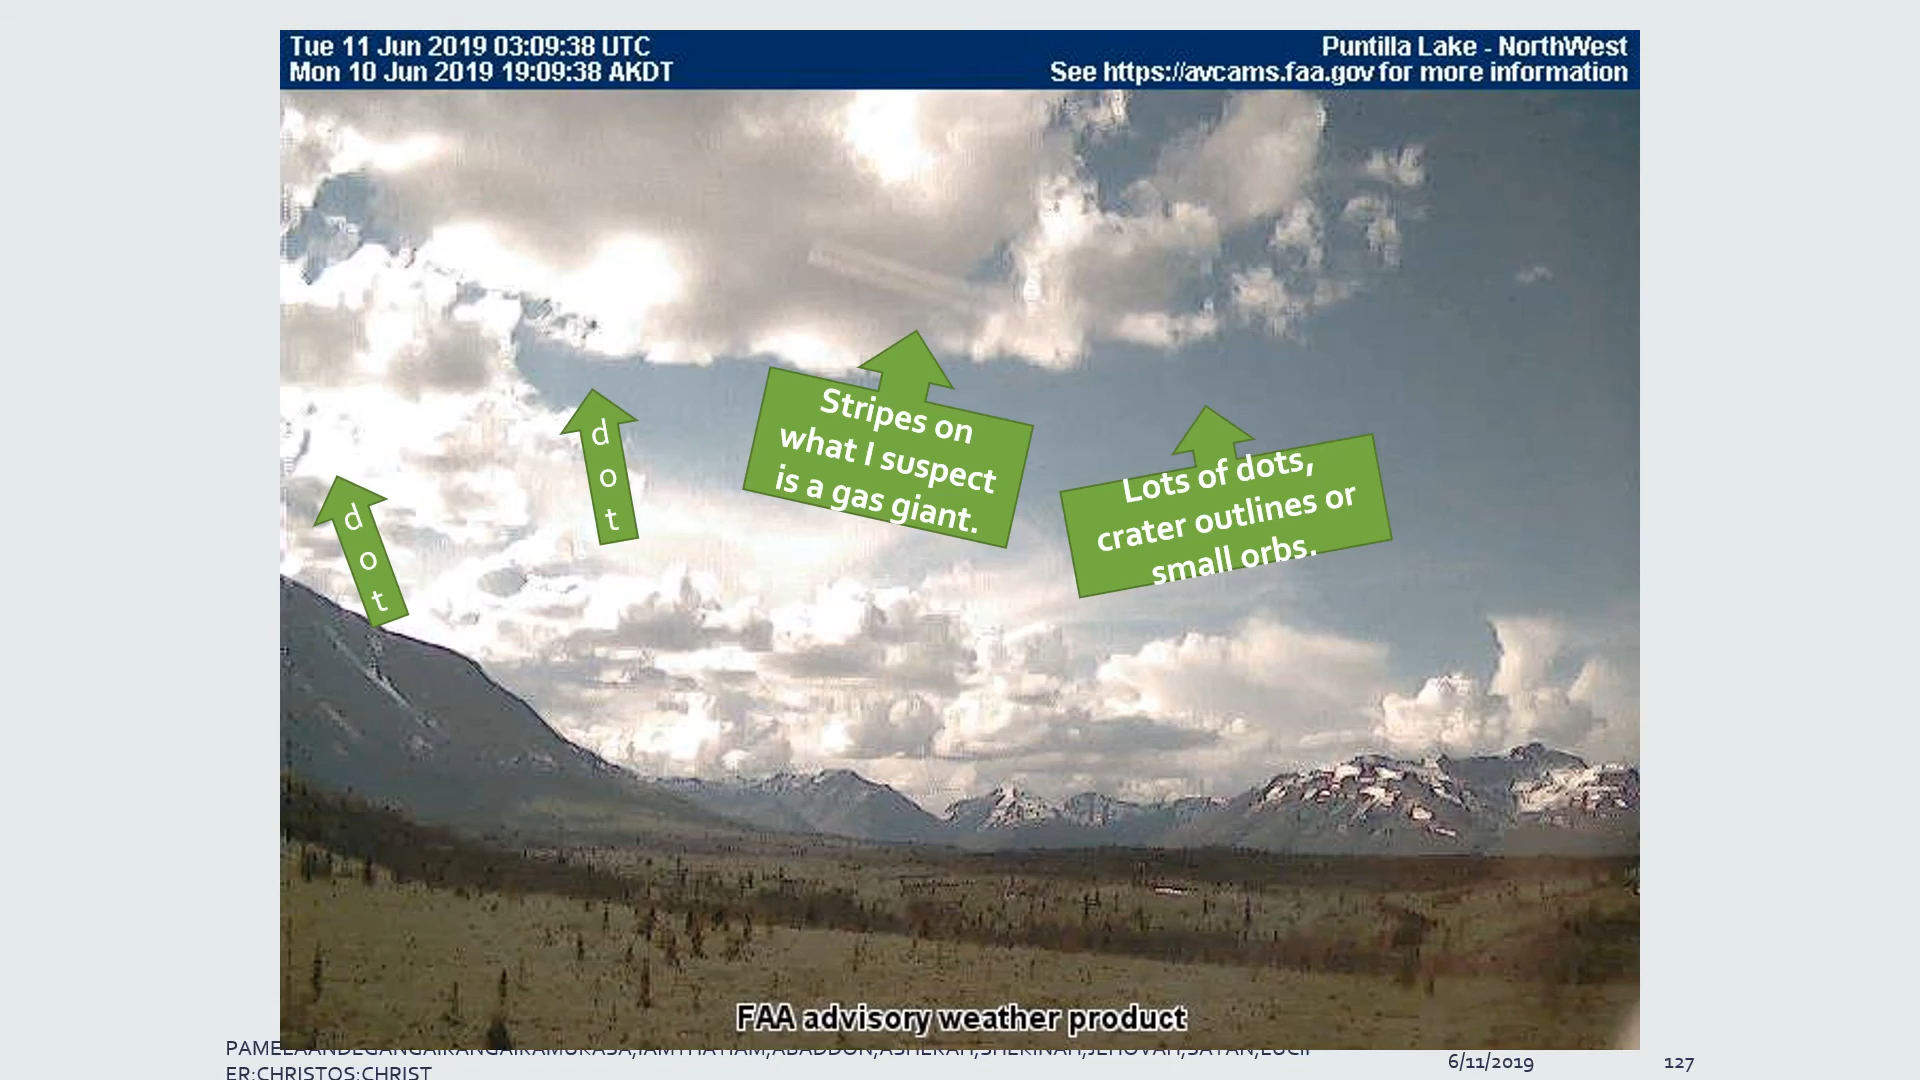 Tue 11 Jun 2019 03:09:38 UTC
Mon 10 Jun 2019 19:09:38 AKDT
Puntilla Lake - NorthWest
See https://avcams.faa.gov for more information
Stripes on
what I suspect
is a gas giant.
dot
Lots of dots,
crater outlines or
small orbs.
dot
FAA advisory weather product
ER;CHRISTOS;CHRIST
6/11/2019
127